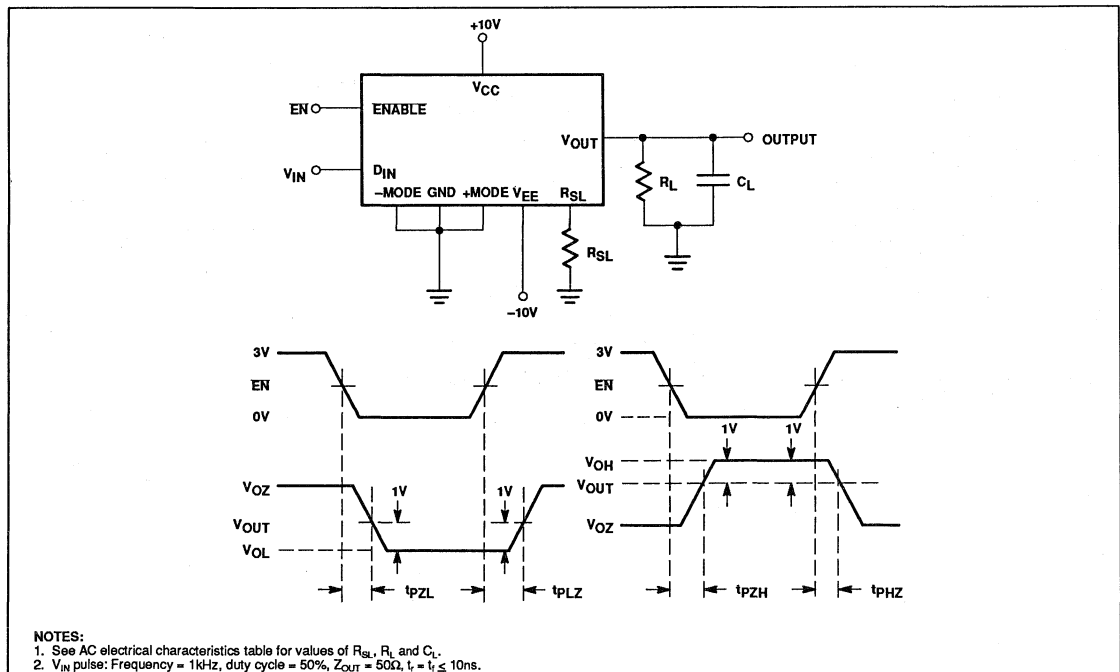 +10V
VCC
EN
ENABLE
VOUT
OUTPUT
VIN
DIN
RL
CL
–MODE GND +MODE VEE RSL
RSL
–10V
3V
EN
0V
VOZ
1V
1V
VOUT
VOL
tPZL
tPLZ
3V
EN
0V
1V
1V
VOH
VOUT
VOZ
tPZH
tPHZ
NOTES:
1. See AC electrical characteristics table for values of RSL, RL and CL.
2. VIN pulse: Frequency = 1kHz, duty cycle = 50%, ZOUT = 50Ω, tr = tf ≤ 10ns.